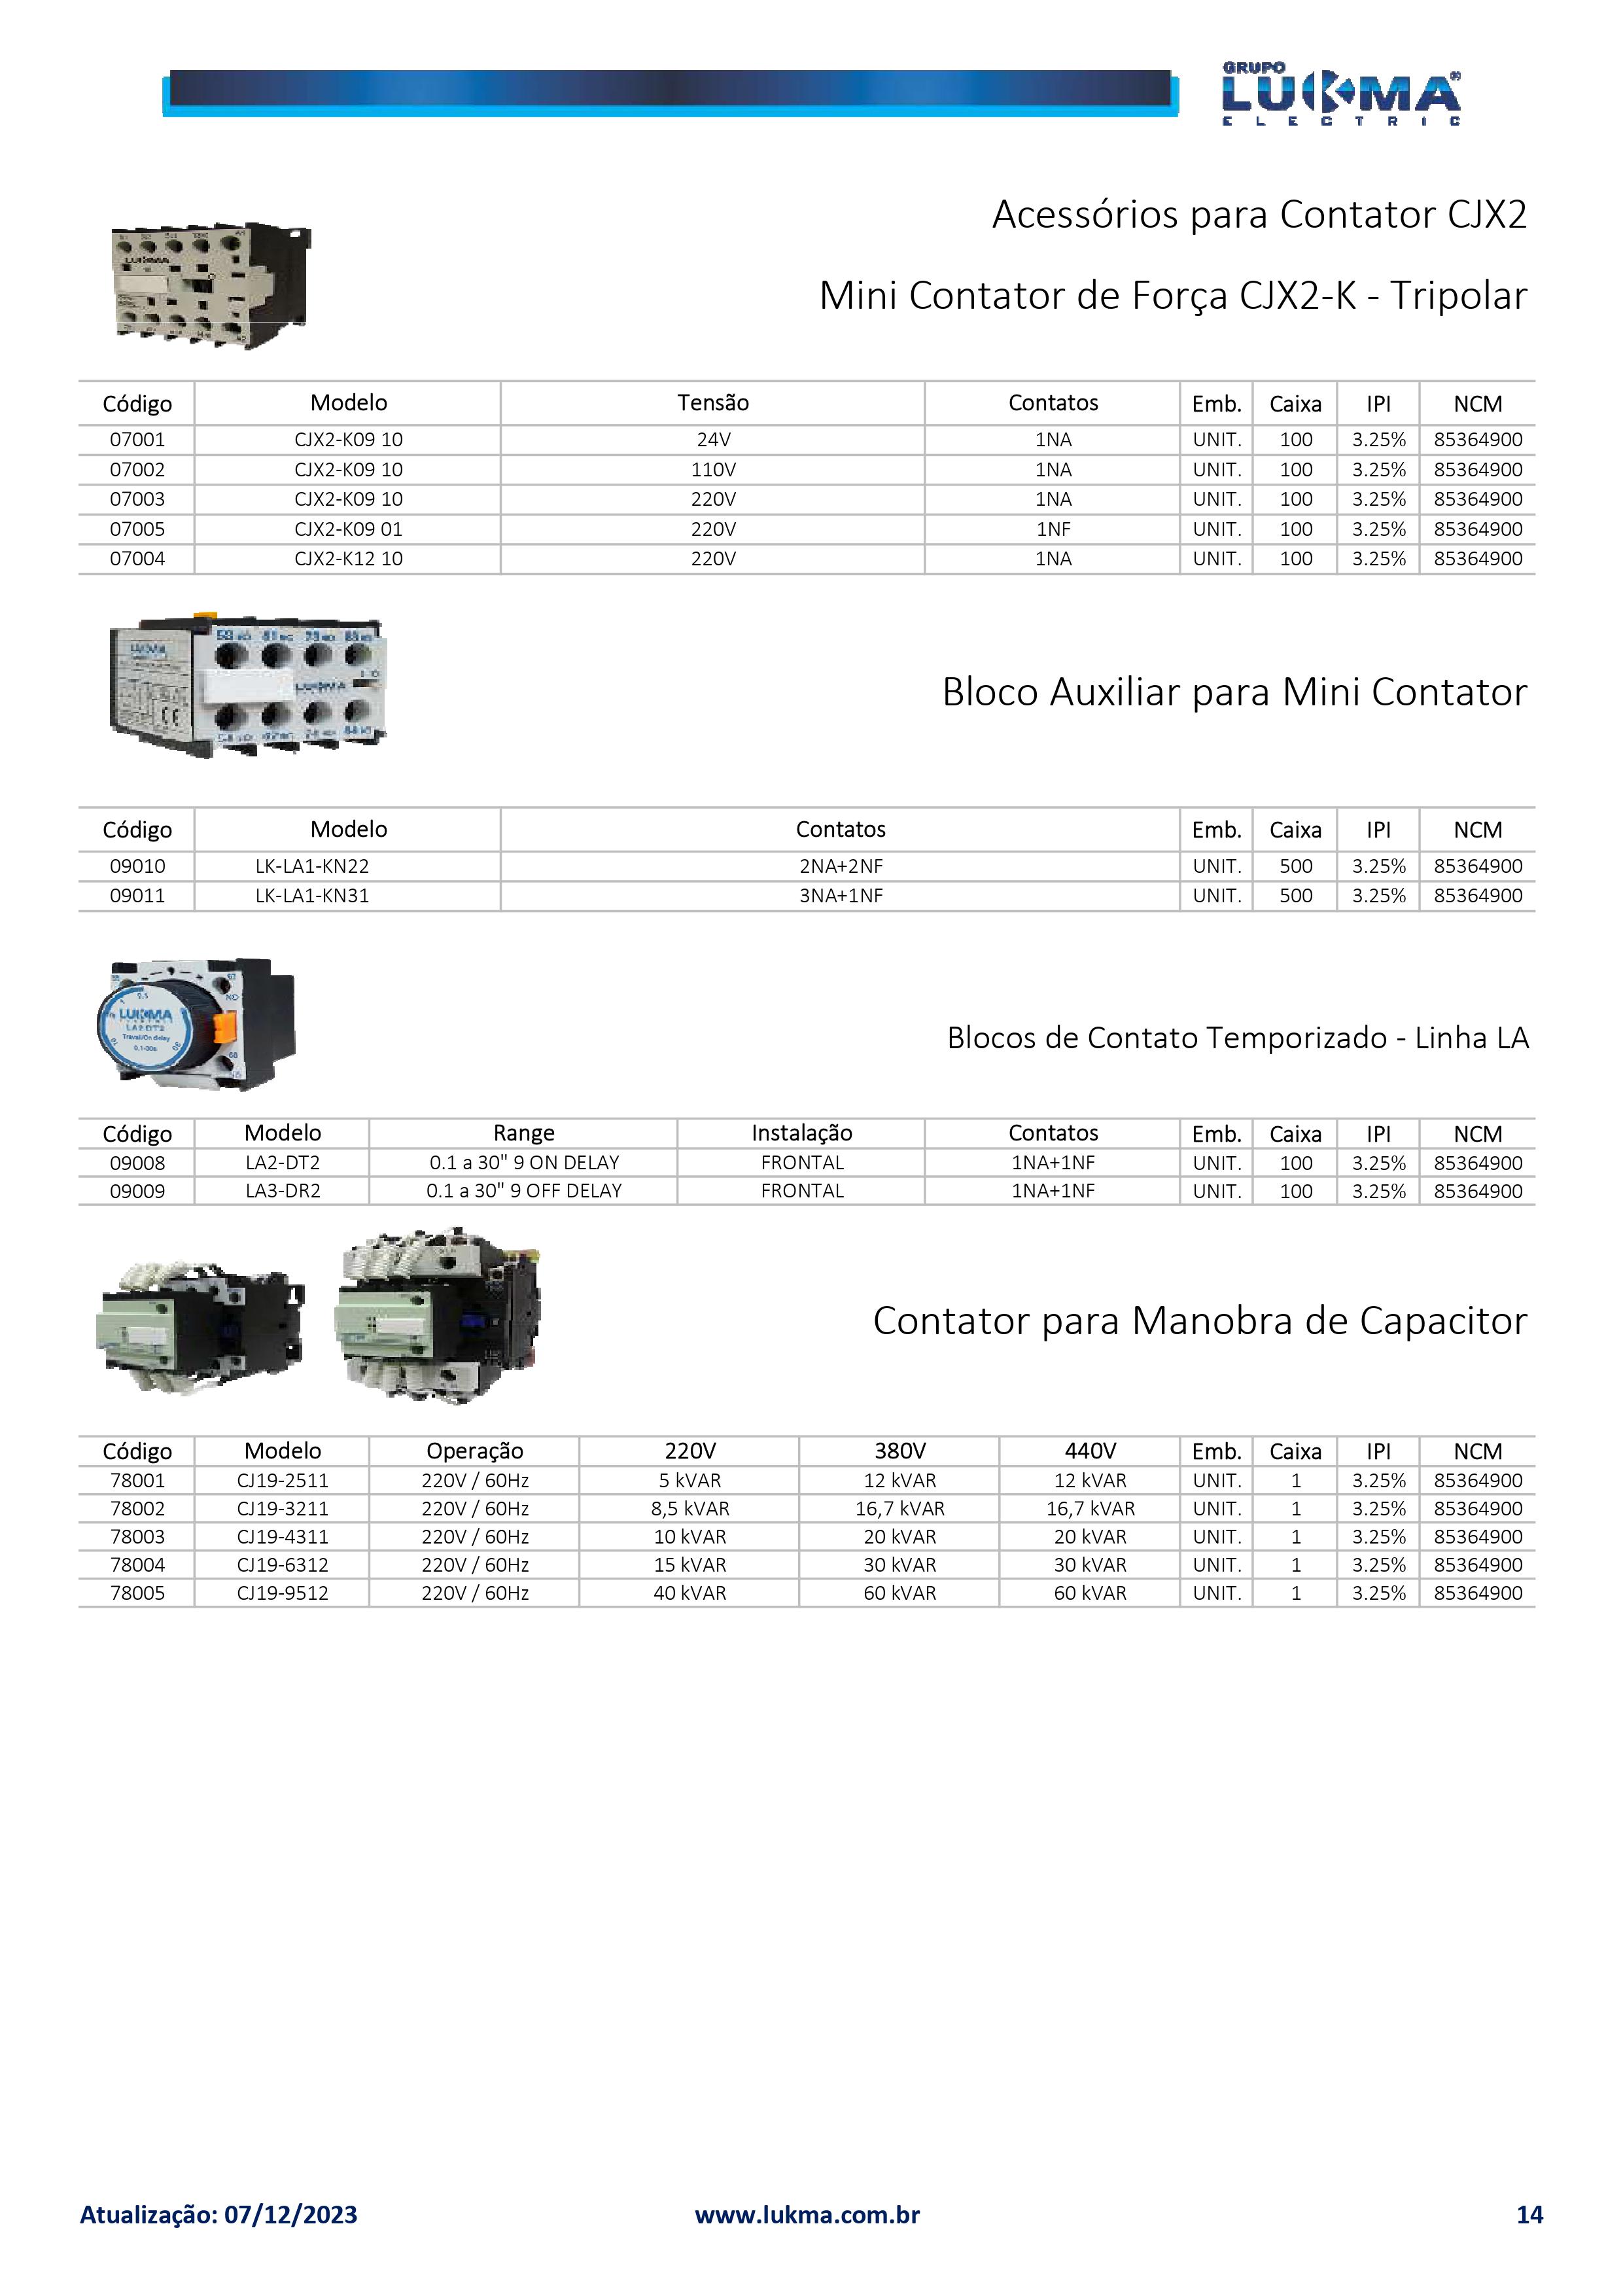 GRUPO
LUKMA®
ELECTRIC
Acessórios para Contator CJX2
LUKMA
Mini Contator de Força CJX2-K - Tripolar
Código Modelo Tensão Contatos Emb. Caixa IPI NCM
07001 CJX2-K09 10 24V 1NA UNIT. 100 3.25% 85364900
07002 CJX2-K09 10 110V 1NA UNIT. 100 3.25% 85364900
07003 CJX2-K09 10 220V 1NA UNIT. 100 3.25% 85364900
07005 CJX2-K09 01 220V 1NF UNIT. 100 3.25% 85364900
07004 CJX2-K12 10 220V 1NA UNIT. 100 3.25% 85364900
LUKMA
LUKMA
CE
Bloco Auxiliar para Mini Contator
Código Modelo Contatos Emb. Caixa IPI NCM
09010 LK-LA1-KN22 2NA+2NF UNIT. 500 3.25% 85364900
09011 LK-LA1-KN31 3NA+1NF UNIT. 500 3.25% 85364900
LUKMA
LA2-DT2
Traval/On delay
0,1-30s
Blocos de Contato Temporizado - Linha LA
Código Modelo Range Instalação Contatos Emb. Caixa IPI NCM
09008 LA2-DT2 0.1 a 30" 9 ON DELAY FRONTAL 1NA+1NF UNIT. 100 3.25% 85364900
09009 LA3-DR2 0.1 a 30" 9 OFF DELAY FRONTAL 1NA+1NF UNIT. 100 3.25% 85364900
Contator para Manobra de Capacitor
Código Modelo Operação 220V 380V 440V Emb. Caixa IPI NCM
78001 CJ19-2511 220V / 60Hz 5 kVAR 12 kVAR 12 kVAR UNIT. 1 3.25% 85364900
78002 CJ19-3211 220V / 60Hz 8,5 kVAR 16,7 kVAR 16,7 kVAR UNIT. 1 3.25% 85364900
78003 CJ19-4311 220V / 60Hz 10 kVAR 20 kVAR 20 kVAR UNIT. 1 3.25% 85364900
78004 CJ19-6312 220V / 60Hz 15 kVAR 30 kVAR 30 kVAR UNIT. 1 3.25% 85364900
78005 CJ19-9512 220V / 60Hz 40 kVAR 60 kVAR 60 kVAR UNIT. 1 3.25% 85364900
Atualização: 07/12/2023 www.lukma.com.br 14